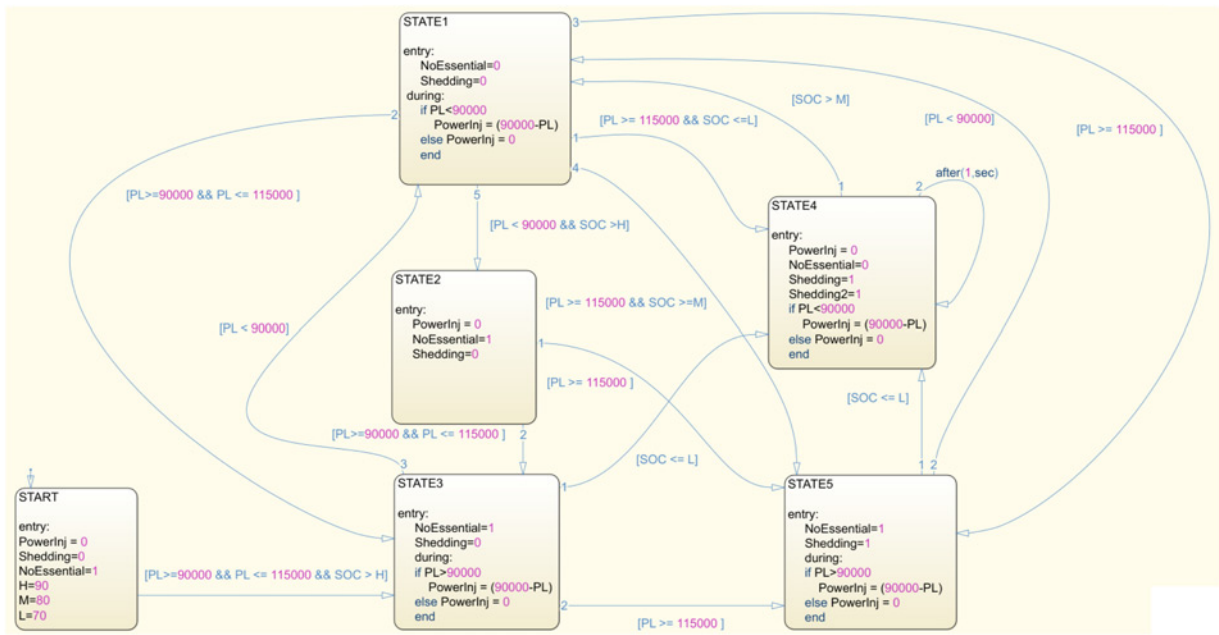 STATE1
entry:
NoEssential=0
Shedding=0
during:
if PL<90000
PowerInj = (90000-PL)
else PowerInj = 0
end
3
2
1
4
5
[PL >= 115000 && SOC <=L]
[SOC > M]
[PL < 90000]
[PL >= 115000 ]
[PL>=90000 && PL <= 115000 ]
[PL < 90000 && SOC >H]
1
2
after(1,sec)
STATE4
entry:
PowerInj = 0
NoEssential=0
Shedding=1
Shedding2=1
if PL<90000
PowerInj = (90000-PL)
else PowerInj = 0
end
STATE2
entry:
PowerInj = 0
NoEssential=1
Shedding=0
1
2
[PL >= 115000 && SOC >=M]
[PL < 90000]
[PL >= 115000 ]
[SOC <= L]
[PL>=90000 && PL <= 115000 ]
[SOC <= L]
3
1
1 2
START
entry:
PowerInj = 0
Shedding=0
NoEssential=1
H=90
M=80
L=70
[PL>=90000 && PL <= 115000 && SOC > H]
STATE3
entry:
NoEssential=1
Shedding=0
during:
if PL>90000
PowerInj = (90000-PL)
else PowerInj = 0
end
2
[PL >= 115000 ]
STATE5
entry:
NoEssential=1
Shedding=1
during:
if PL>90000
PowerInj = (90000-PL)
else PowerInj = 0
end